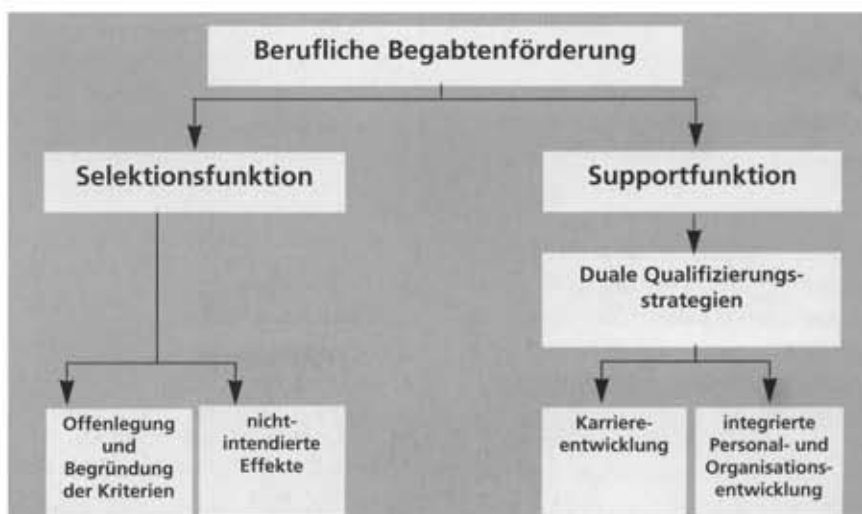 Berufliche Begabtenförderung
Selektionsfunktion
Supportfunktion
Duale Qualifizierungs-
strategien
Offenlegung
und
Begründung
der Kriterien
nicht-
intendierte
Effekte
Karriere-
entwicklung
integrierte
Personal- und
Organisations-
entwicklung